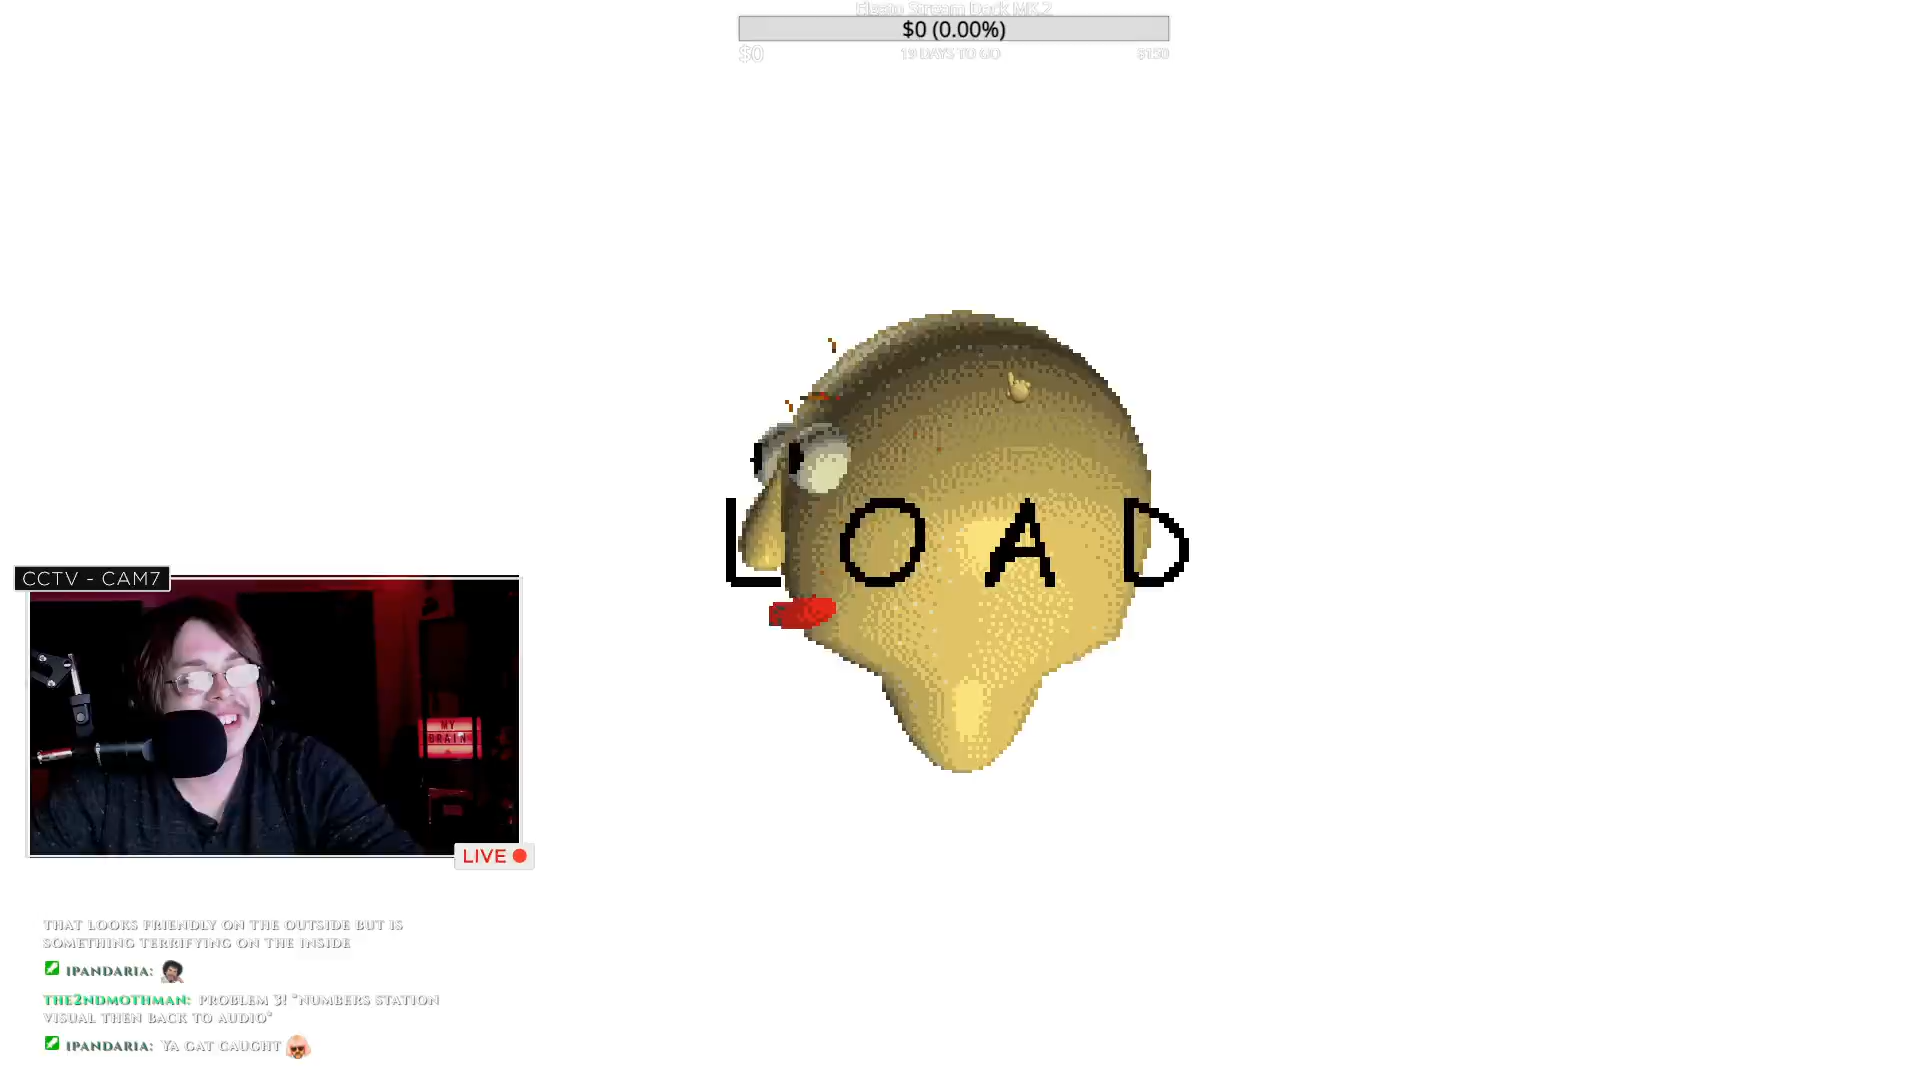 Elgato Stream Deck MK.2
$0 (0.00%)
$0 19 DAYS TO GO $150
LOAD
CCTV - CAM7
MY
BRAIN
LIVE
THAT LOOKS FRIENDLY ON THE OUTSIDE BUT IS
SOMETHING TERRIFYING ON THE INSIDE
IPANDARIA:
THE2NDMOTHMAN: PROBLEM 3! *NUMBERS STATION
VISUAL THEN BACK TO AUDIO*
IPANDARIA: YA GAT CAUGHT